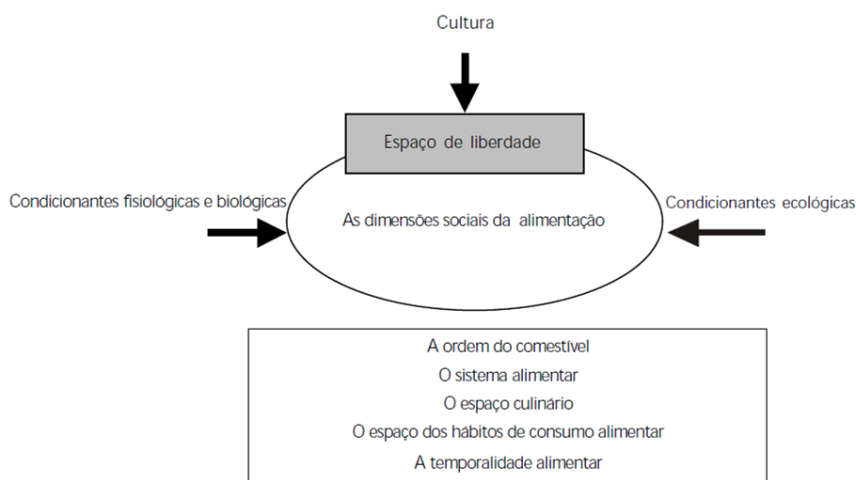 Cultura
Espaço de liberdade
Condicionantes fisiológicas e biológicas
Condicionantes ecológicas
As dimensões sociais da alimentação
A ordem do comestível
O sistema alimentar
O espaço culinário
O espaço dos hábitos de consumo alimentar
A temporalidade alimentar